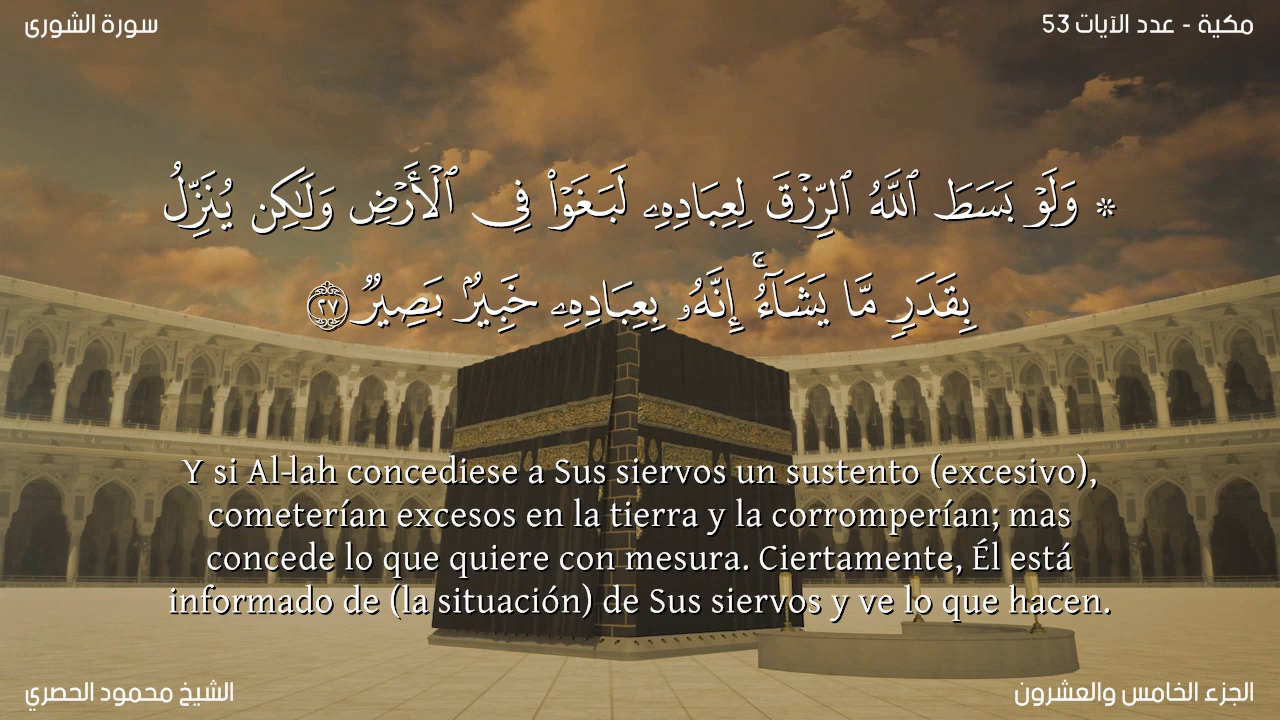 سورة الشورى
مكية - عدد الآيات 53
۞ وَلَوْ بَسَطَ ٱللَّهُ ٱلرِّزْقَ لِعِبَادِهِۦ لَبَغَوْا۟ فِى ٱلْأَرْضِ وَلَـٰكِن يُنَزِّلُ
بِقَدَرٍۢ مَّا يَشَآءُ ۚ إِنَّهُۥ بِعِبَادِهِۦ خَبِيرٌۢ بَصِيرٌۭ ٢٧
Y si Al-lah concediese a Sus siervos un sustento (excesivo),
cometerían excesos en la tierra y la corromperían; mas
concede lo que quiere con mesura. Ciertamente, Él está
informado de (la situación) de Sus siervos y ve lo que hacen.
الشيخ محمود الحصري
الجزء الخامس والعشرون